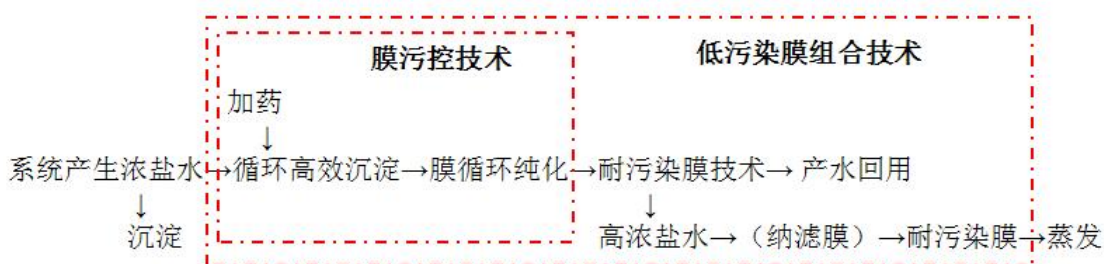 膜污控技术 低污染膜组合技术
加药
↓
系统产生浓盐水→循环高效沉淀→膜循环纯化→耐污染膜技术→ 产水回用
↓ ↓
沉淀 高浓盐水→（纳滤膜）→耐污染膜→蒸发